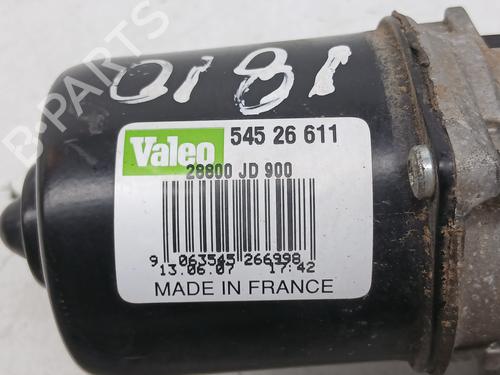 0181
Valeo
545 26 611
28800 JD 900
9 063545 266998
13.06.07 17:42
MADE IN FRANCE
B-PARTS